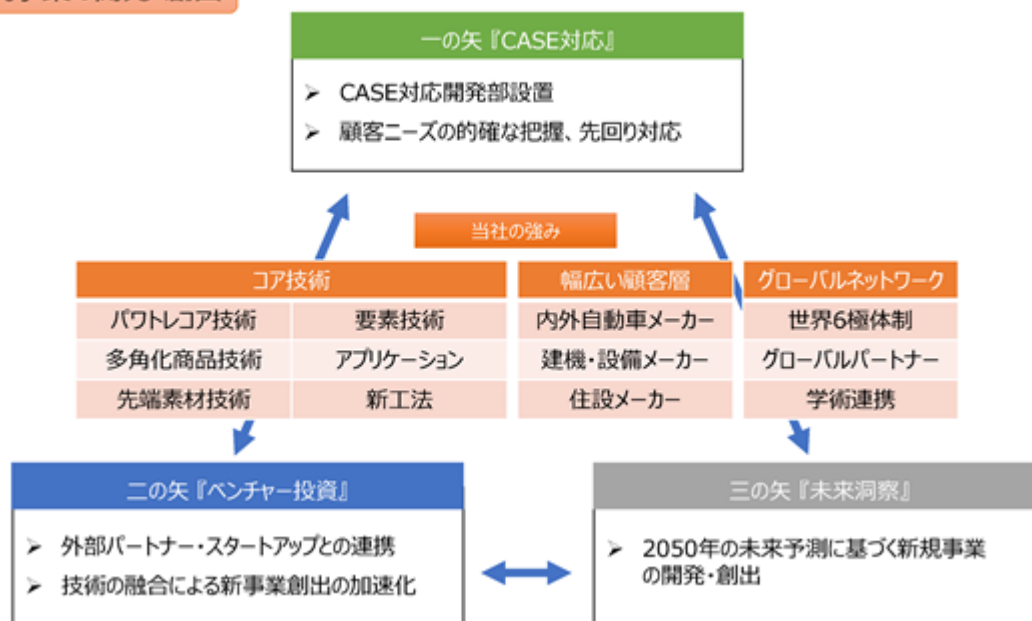 一の矢『CASE対応』
➢ CASE対応開発部設置
➢ 顧客ニーズの的確な把握、先回り対応
当社の強み
コア技術
パワトレコア技術 要素技術
多角化商品技術 アプリケーション
先端素材技術 新工法
幅広い顧客層
内外自動車メーカー
建機・設備メーカー
住設メーカー
グローバルネットワーク
世界6極体制
グローバルパートナー
学術連携
二の矢『ベンチャー投資』
➢ 外部パートナー・スタートアップとの連携
➢ 技術の融合による新事業創出の加速化
三の矢『未来洞察』
➢ 2050年の未来予測に基づく新規事業
の開発・創出